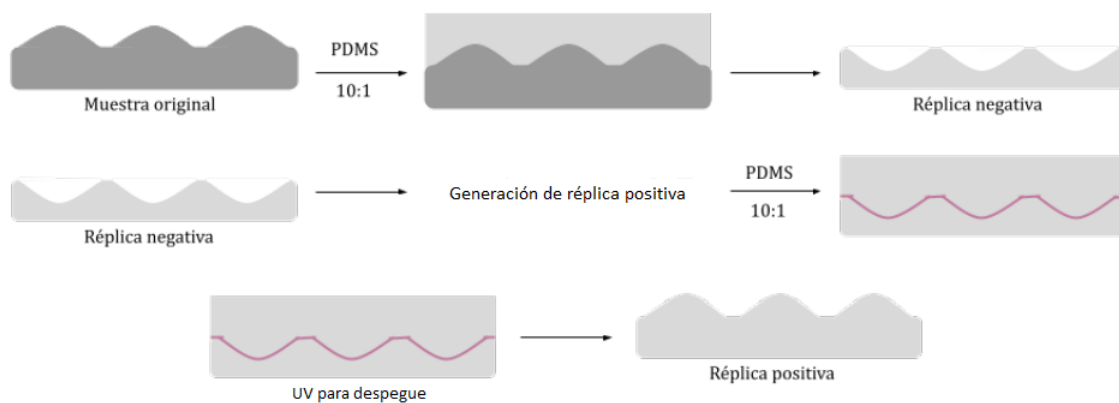 PDMS
10:1
Muestra original
Réplica negativa
Réplica negativa
Generación de réplica positiva
PDMS
10:1
UV para despegue
Réplica positiva